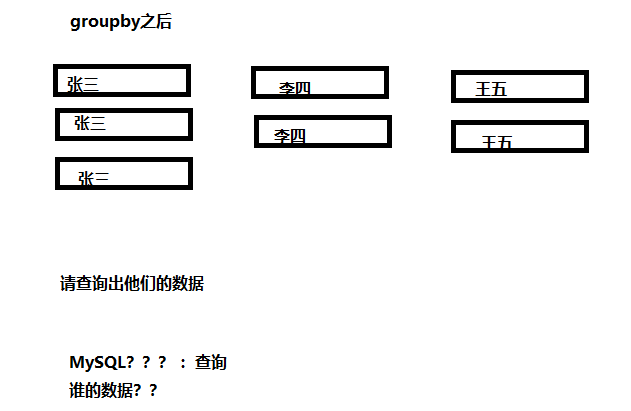 groupby之后
张三 李四 王五
张三 李四 王五
张三
请查询出他们的数据
MySQL？？？ ：查询
谁的数据？？